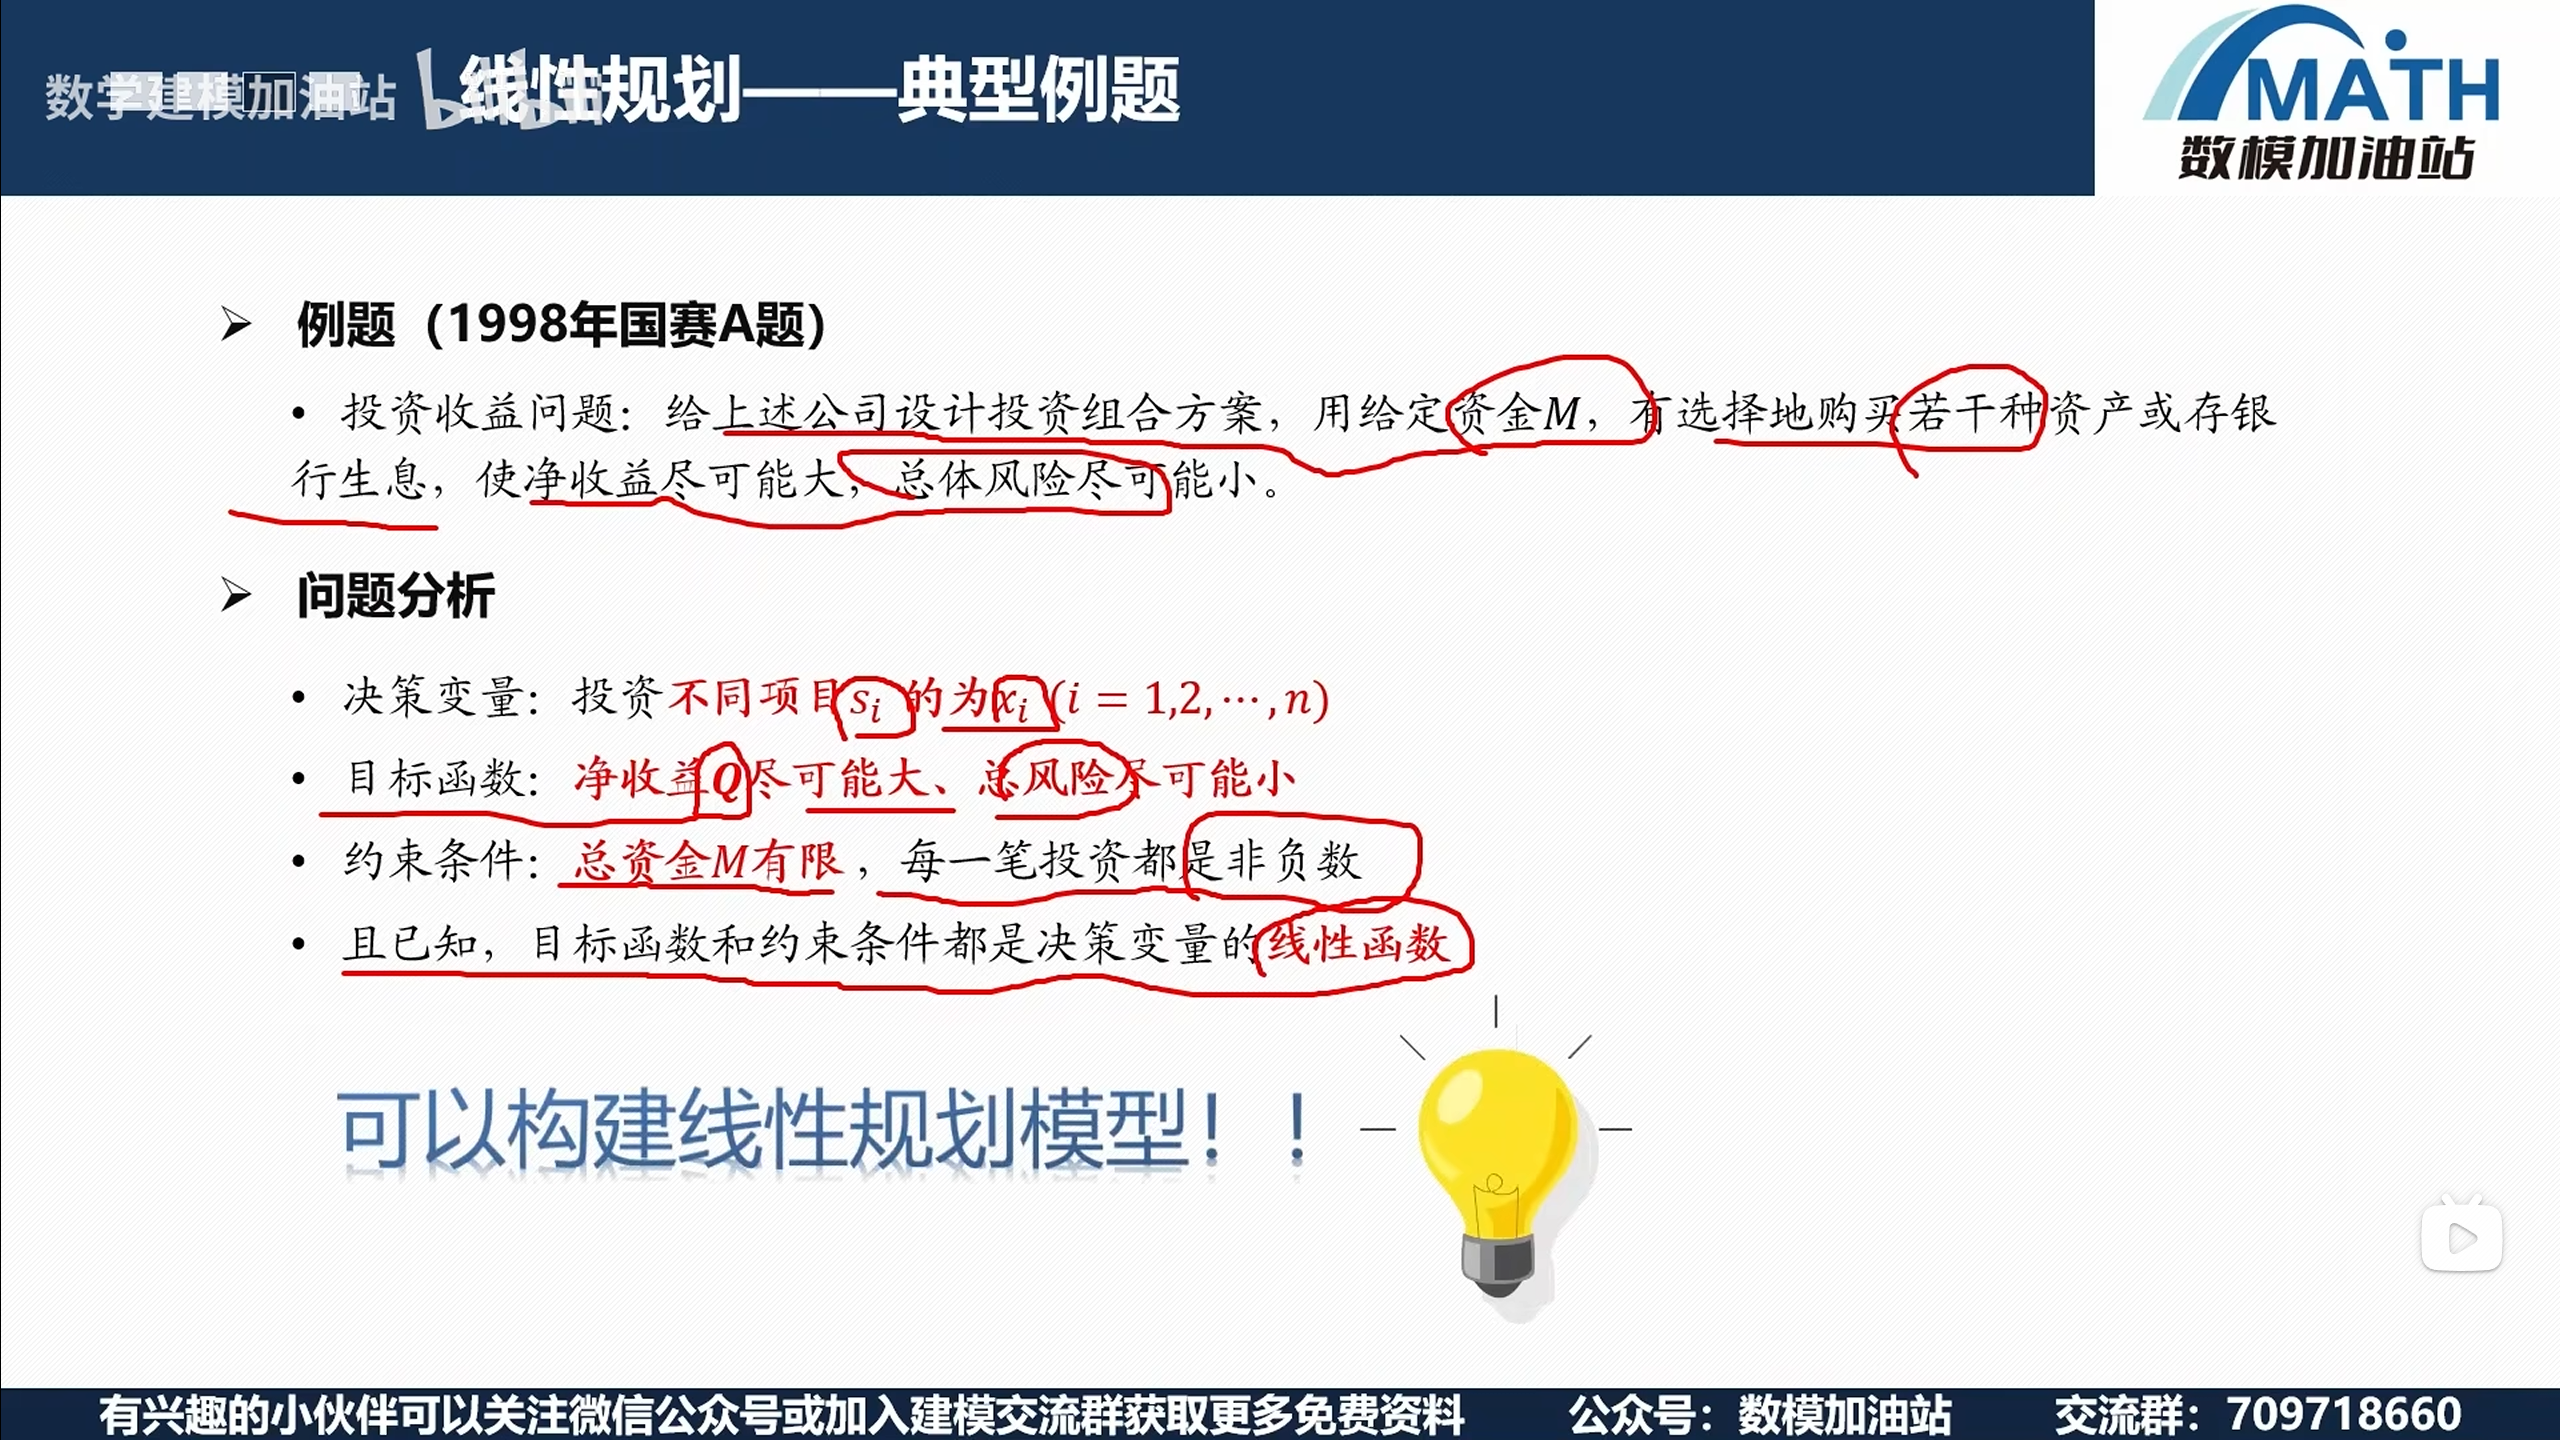 数学建模加油站 bilibili
线性规划——典型例题
MATH
数模加油站
例题（1998年国赛A题）
• 投资收益问题：给上述公司设计投资组合方案，用给定资金M，有选择地购买若干种资产或存银
行生息，使净收益尽可能大，总体风险尽可能小。
问题分析
• 决策变量：投资不同项目s_i的为x_i(i = 1,2,⋯,n)
• 目标函数：净收益Q尽可能大、总风险尽可能小
• 约束条件：总资金M有限，每一笔投资都是非负数
• 且已知，目标函数和约束条件都是决策变量的线性函数
可以构建线性规划模型！！
有兴趣的小伙伴可以关注微信公众号或加入建模交流群获取更多免费资料 公众号：数模加油站 交流群：709718660